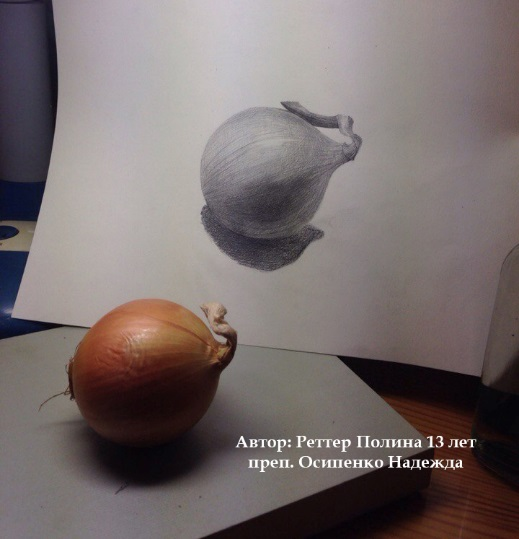 Автор: Реттер Полина 13 лет
преп. Осипенко Надежда